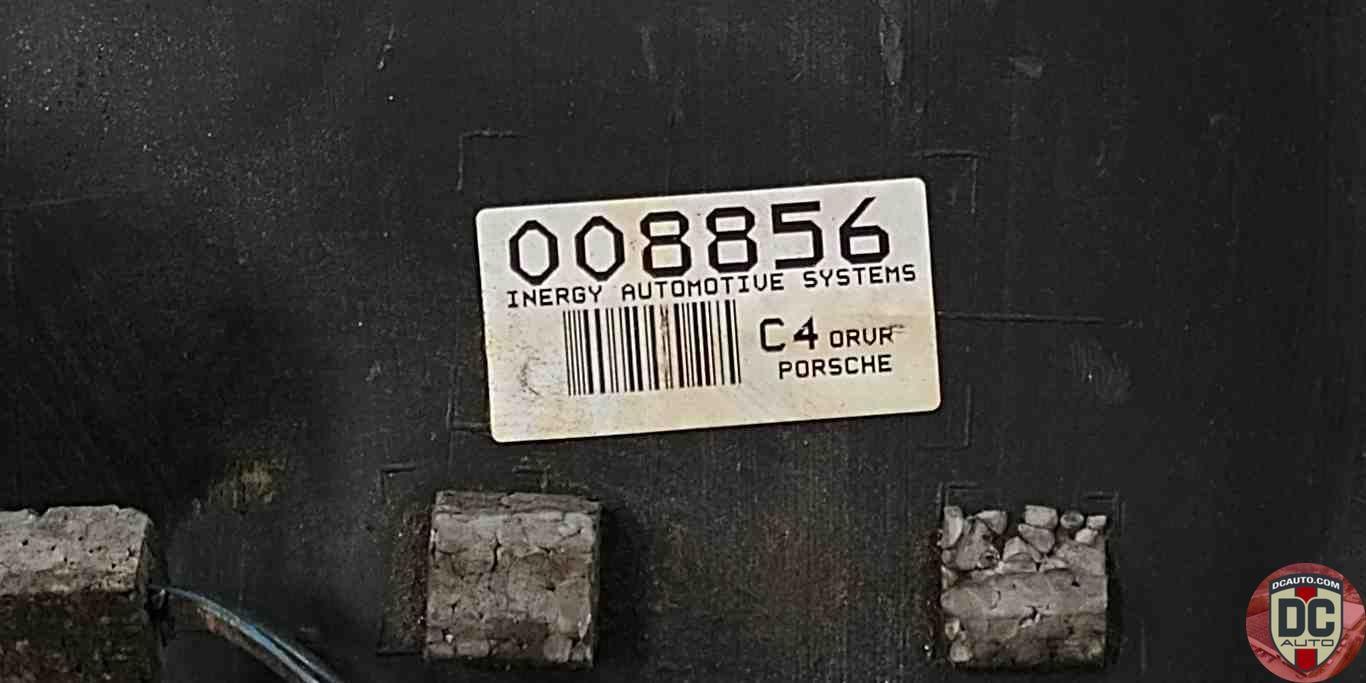 008856
INERGY AUTOMOTIVE SYSTEMS
C4 ORVR
PORSCHE
DCAUTO.COM
DC
AUTO